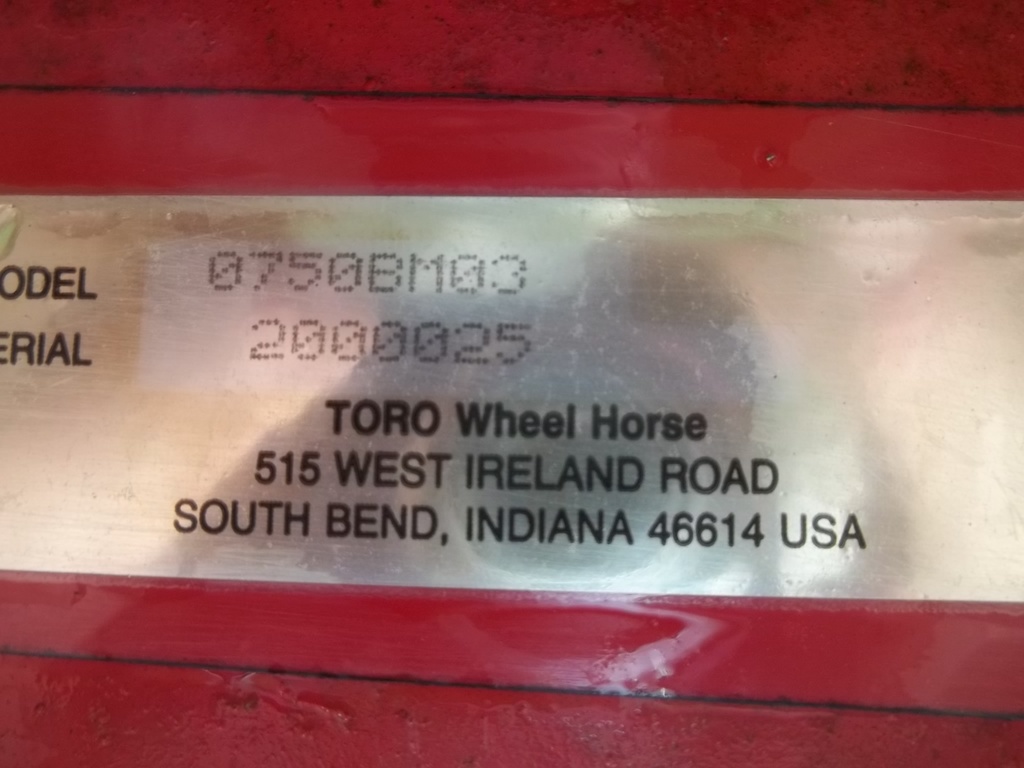 ODEL 0750BM03
ERIAL 2000025
TORO Wheel Horse
515 WEST IRELAND ROAD
SOUTH BEND, INDIANA 46614 USA